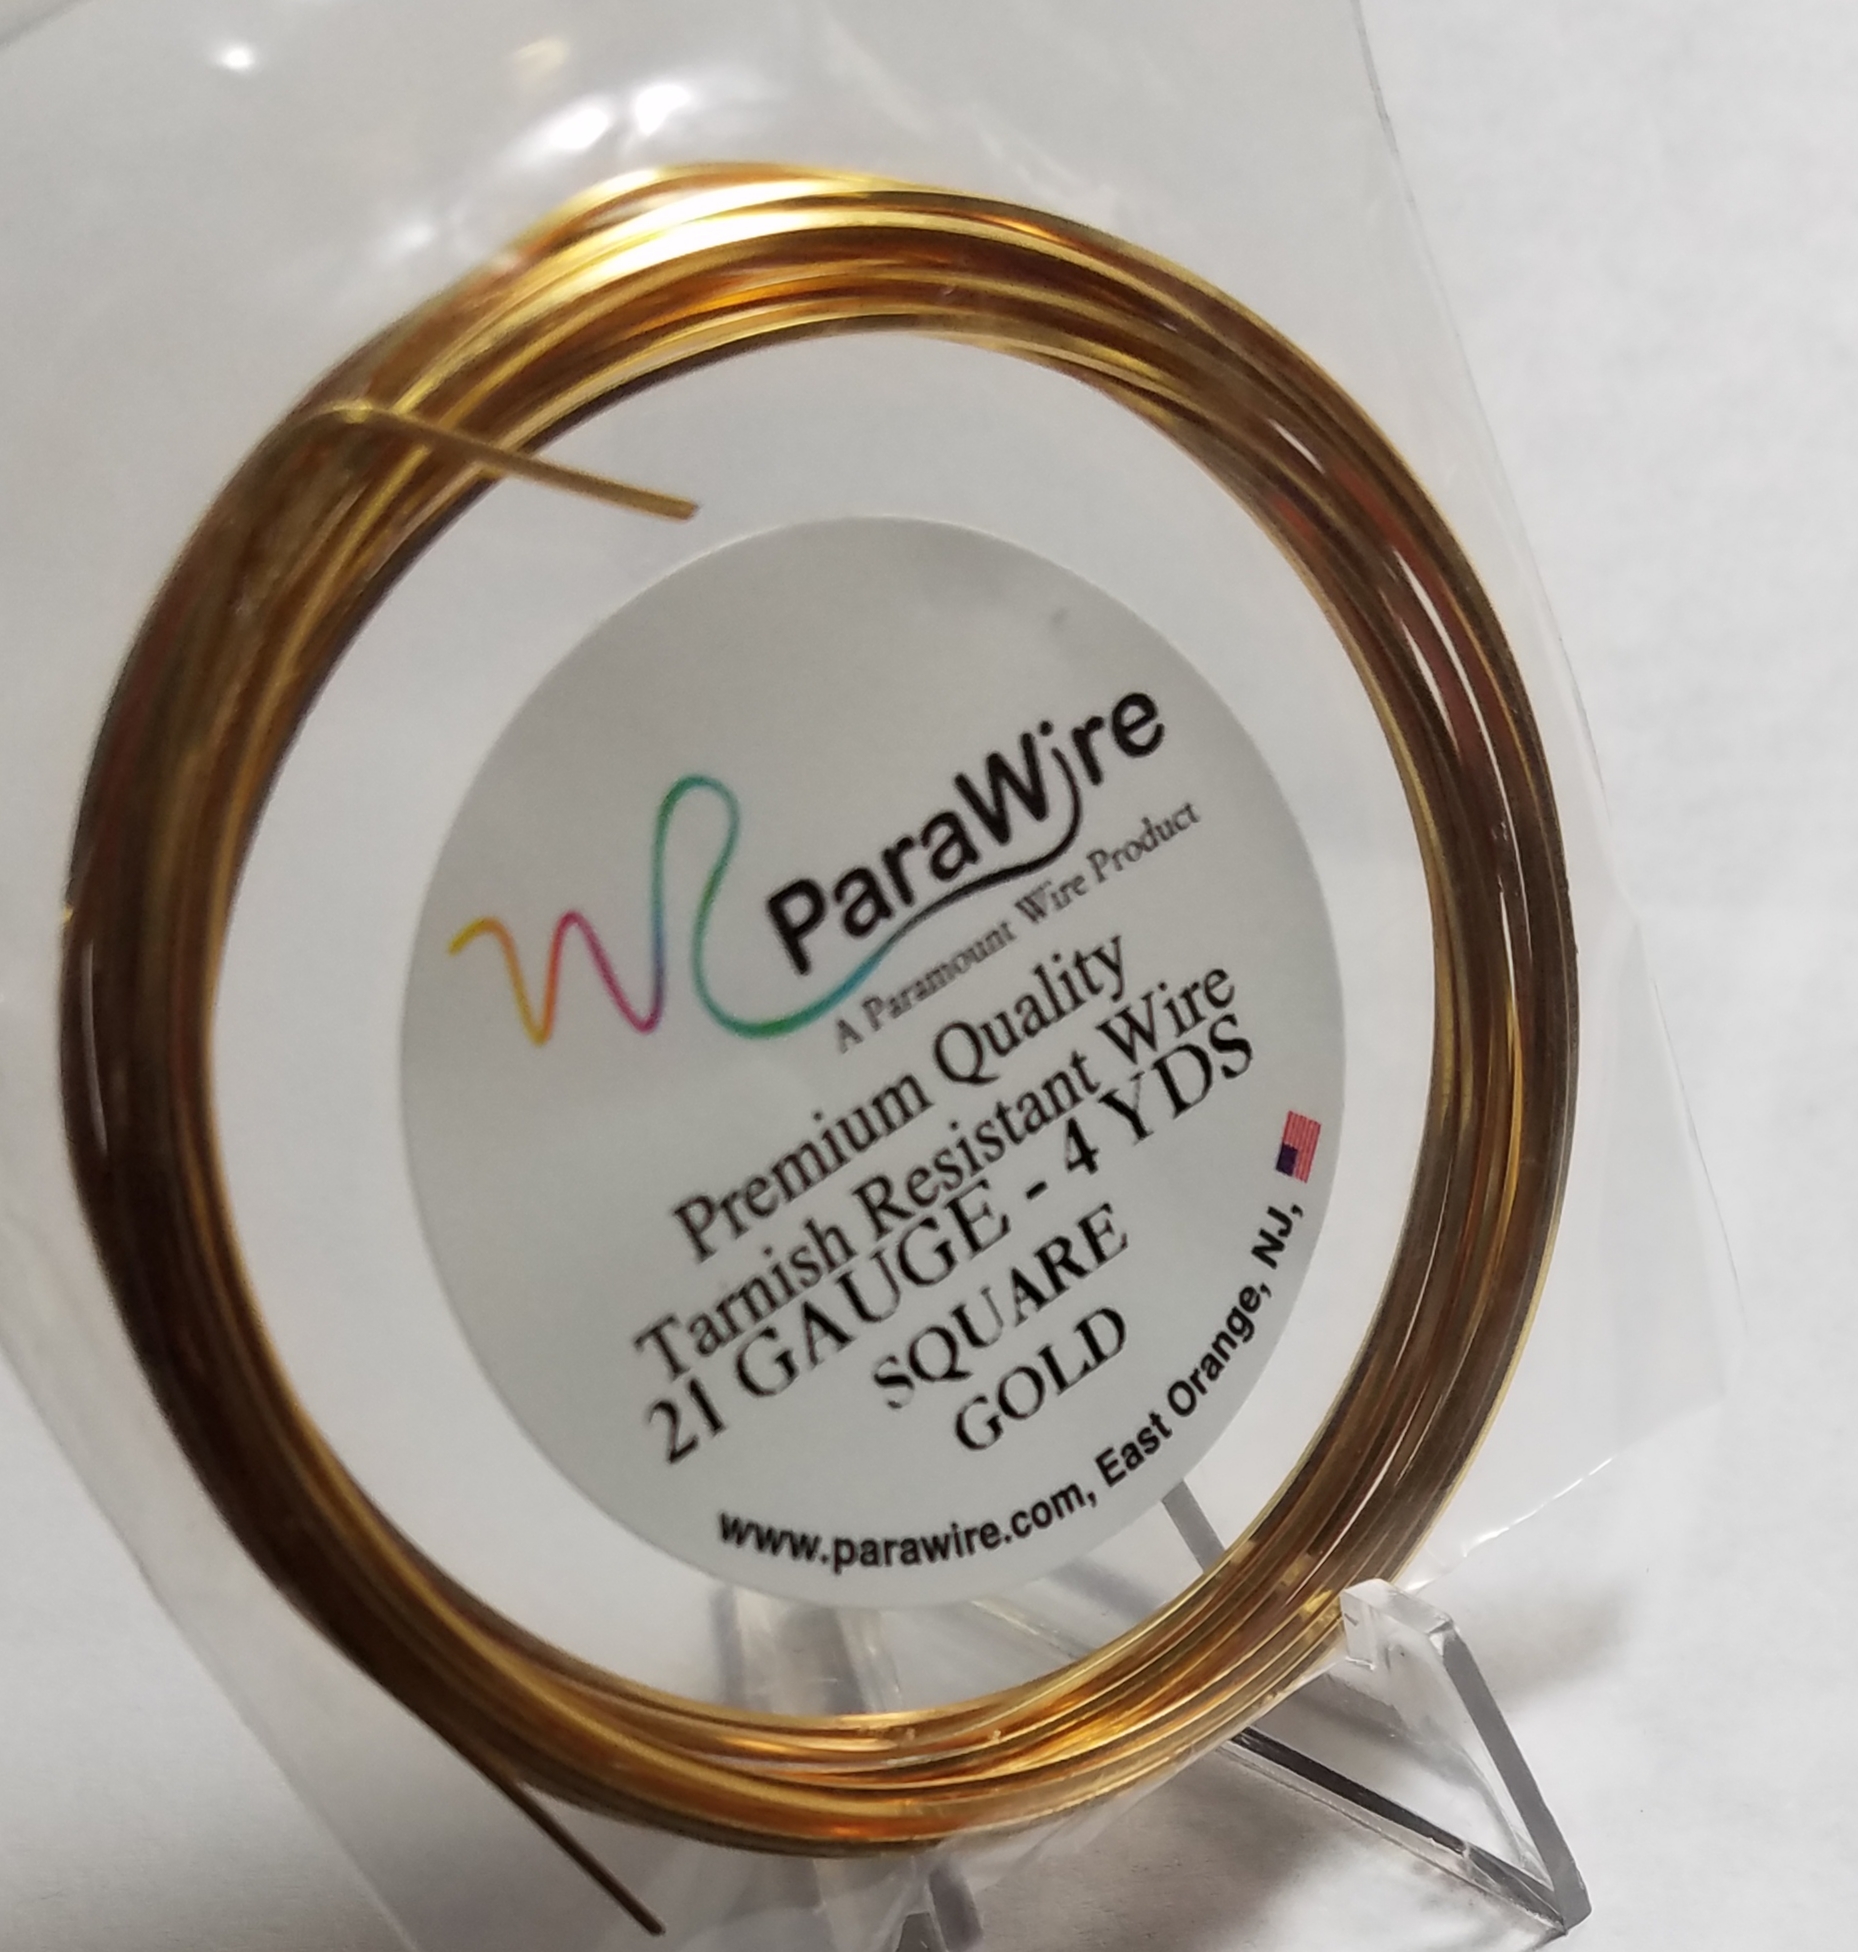 ParaWire
A Paramount Wire Product
Premium Quality
Tarnish Resistant Wire
21 GAUGE - 4 YDS
SQUARE
GOLD
www.parawire.com, East Orange, NJ,